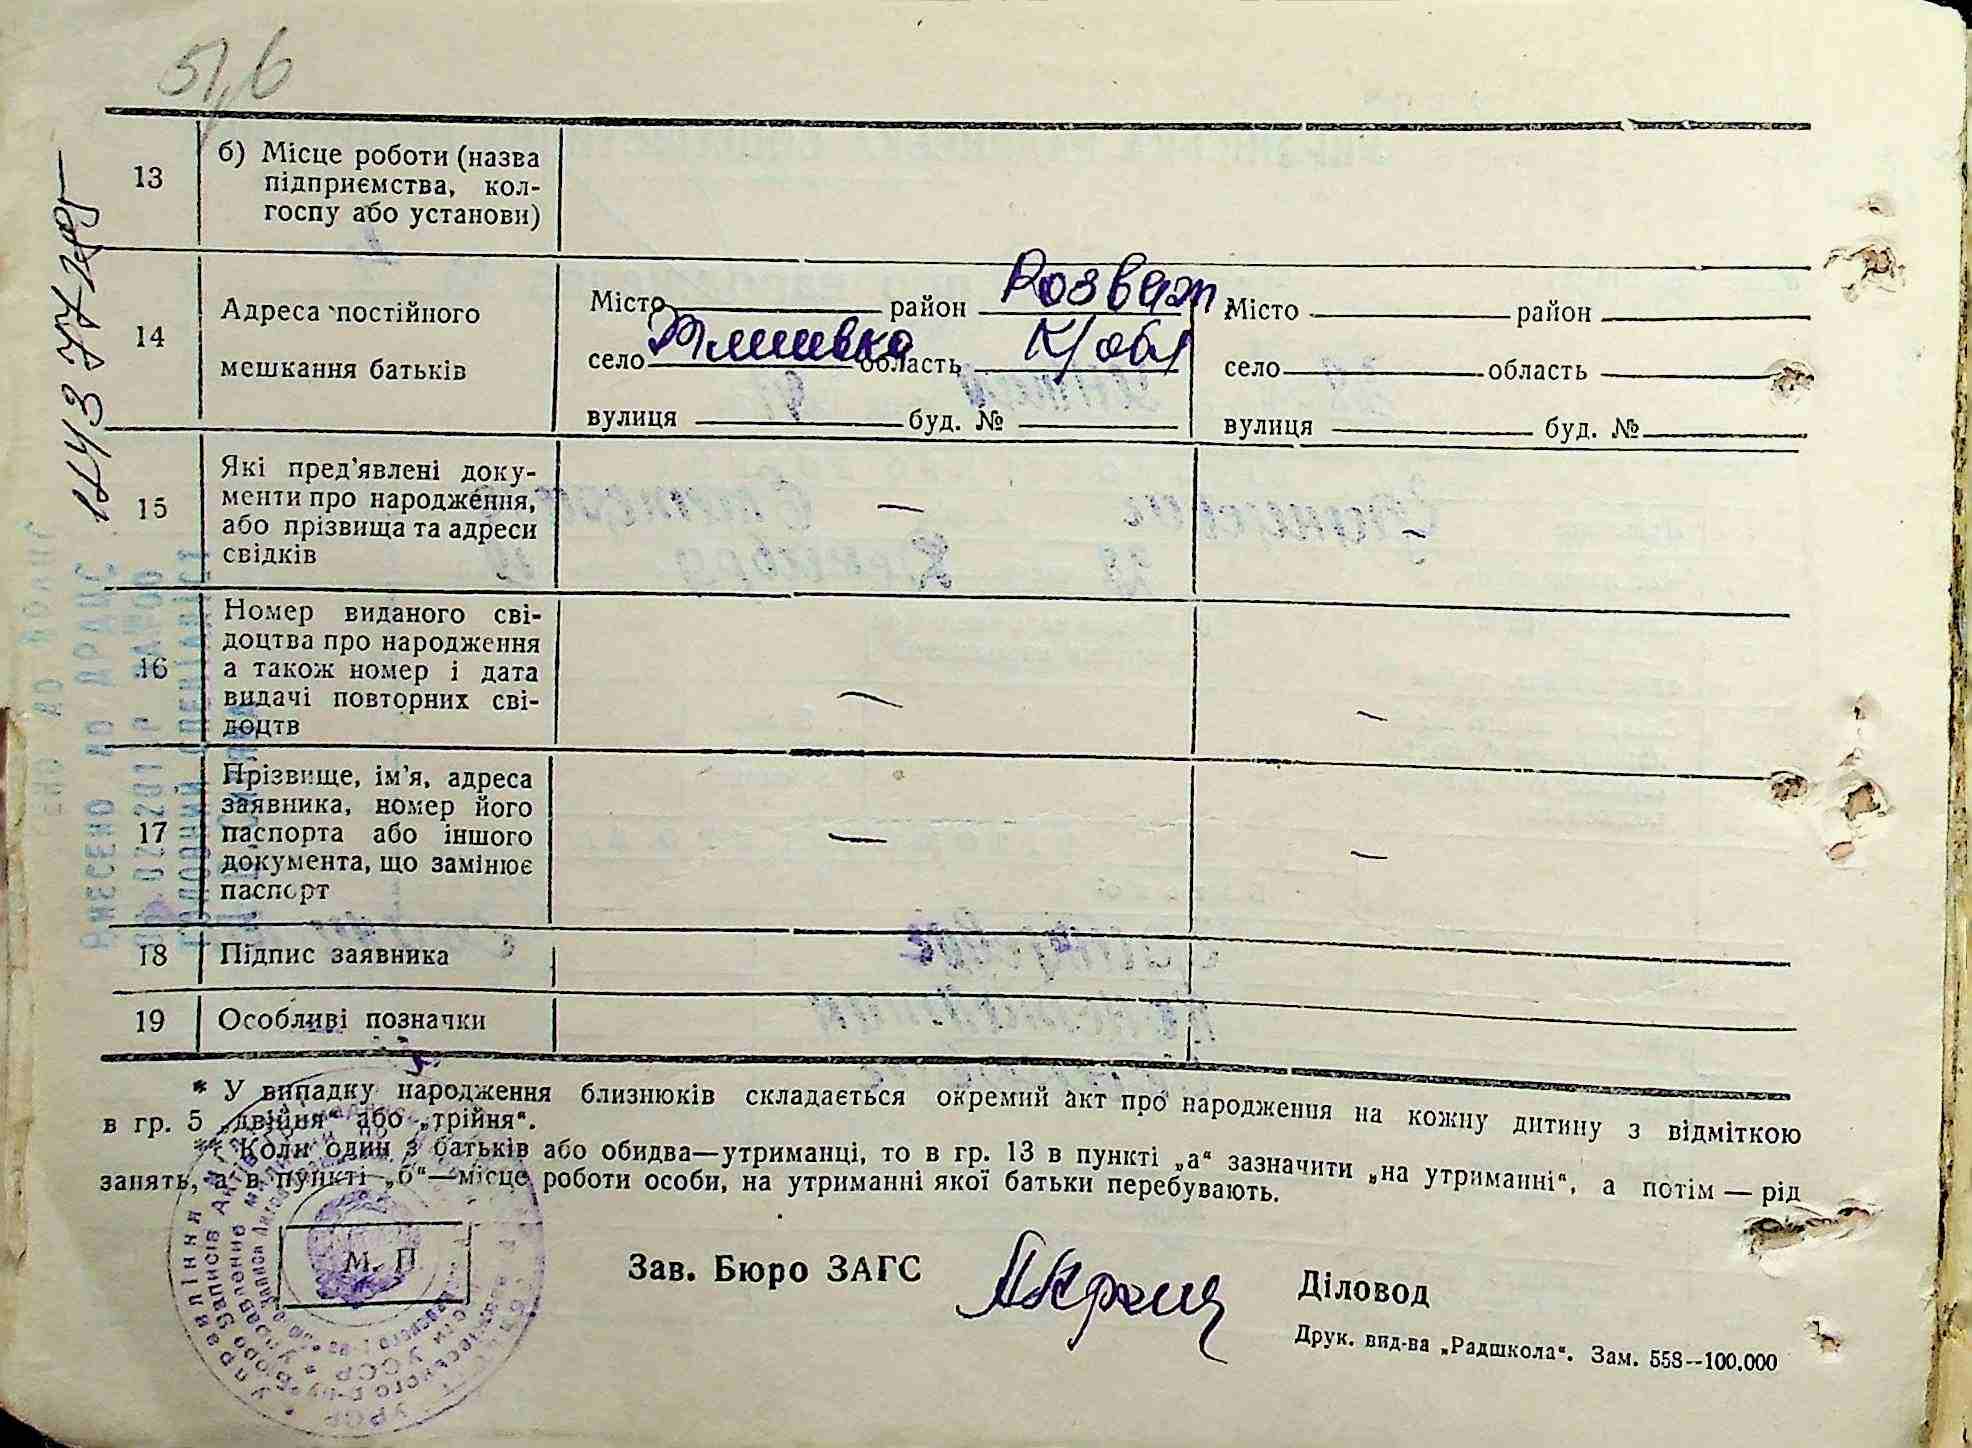 51,6
13
б) Місце роботи (назва
підприємства, кол-
госпу або установи)
14
Адреса постійного
мешкання батьків
Місто район Розваж
село область К/обл
вулиця буд. №
Місто район
село область
вулиця буд. №
15
Які пред'явлені доку-
менти про народження,
або прізвища та адреси
свідків
—
—
16
Номер виданого сві-
доцтва про народження
а також номер і дата
видачі повторних сві-
доцтв
—
—
17
Прізвище, ім'я, адреса
заявника, номер його
паспорта або іншого
документа, що замінює
паспорт
—
—
18
Підпис заявника
19
Особливі позначки
* У випадку народження близнюків складається окремий акт про народження на кожну дитину з відміткою
в гр. 5 „двійня“ або „трійня“.
** Коли один з батьків або обидва—утриманці, то в гр. 13 в пункті „а“ зазначити „на утриманні“, а потім — рід
занять, а в пункті „б“—місце роботи особи, на утриманні якої батьки перебувають.
М. П.
Зав. Бюро ЗАГС
Діловод
Друк. вид-ва „Радшкола“. Зам. 558--100.000